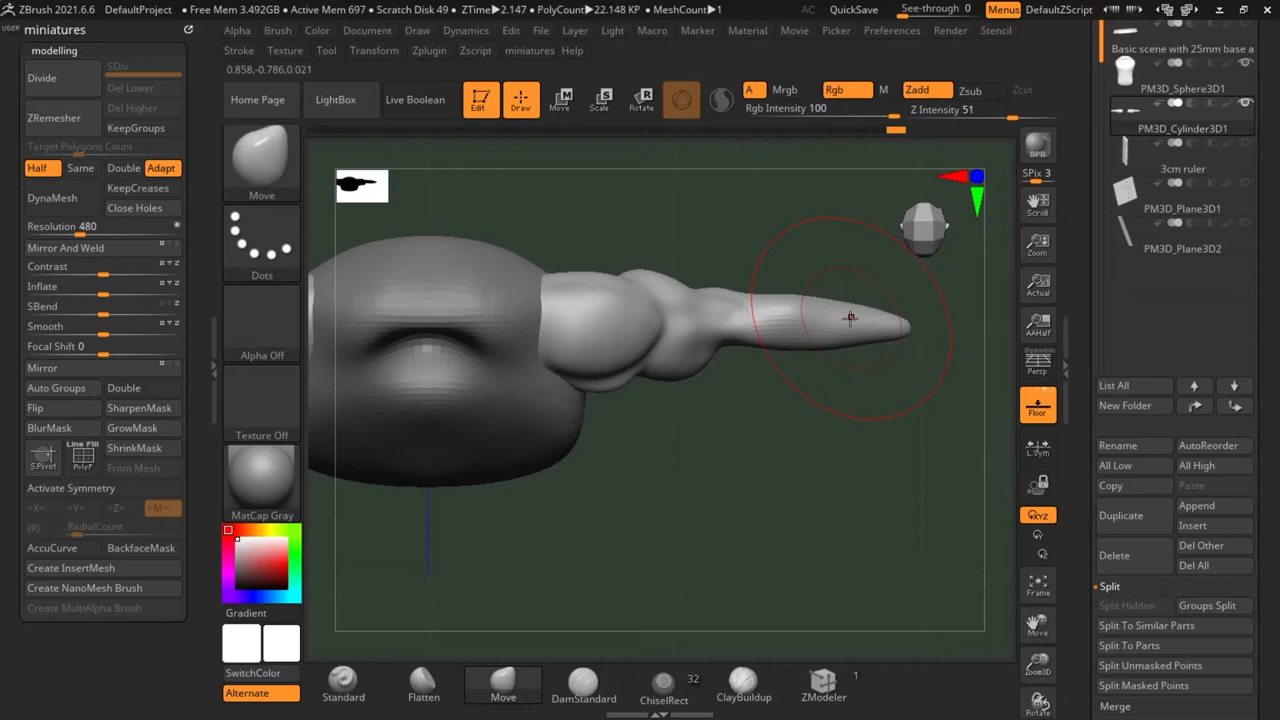 ZBrush 2021.6.6 DefaultProject • Free Mem 3.492GB • Active Mem 697 • Scratch Disk 49 • ZTime▸2.147 • PolyCount▸22.148 KP • MeshCount▸1 AC QuickSave See-through 0 Menus DefaultZScript
USER miniatures
Alpha Brush Color Document Draw Dynamics Edit File Layer Light Macro Marker Material Movie Picker Preferences Render Stencil
Stroke Texture Tool Transform Zplugin Zscript miniatures Help
0.858,-0.786,0.021
modelling
Divide
SDiv
Del Lower
ZRemesher
Del Higher
KeepGroups
Target Polygons Count
Half Same Double Adapt
DynaMesh
KeepCreases
Close Holes
Resolution 480
Mirror And Weld
Contrast
Inflate
SBend
Smooth
Focal Shift 0
Mirror
Auto Groups Double
Flip SharpenMask
BlurMask GrowMask
S.Pivot
Line Fill
PolyF
ShrinkMask
From Mesh
Activate Symmetry
>X< >Y< >Z< >M<
(R) RadialCount
AccuCurve BackfaceMask
Create InsertMesh
Create NanoMesh Brush
Create MultiAlpha Brush
Home Page LightBox Live Boolean
Edit Draw Move Scale Rotate
A Mrgb Rgb M Zadd Zsub Zcut
Rgb Intensity 100 Z Intensity 51
Move
Dots
Alpha Off
Texture Off
MatCap Gray
Gradient
SwitchColor
Alternate
Standard Flatten Move DamStandard ChiselRect 32 ClayBuildup ZModeler 1
BPR
SPix 3
Scroll
Zoom
Actual
AAHalf
Dynamic
Persp
Floor
L.Sym
XYZ
Y
Z
Frame
Move
Zoom3D
Rotate
Basic scene with 25mm base a
PM3D_Sphere3D1
PM3D_Cylinder3D1
3cm ruler
PM3D_Plane3D1
PM3D_Plane3D2
List All
New Folder
Rename AutoReorder
All Low All High
Copy Paste
Duplicate
Append
Insert
Delete
Del Other
Del All
Split
Split Hidden Groups Split
Split To Similar Parts
Split To Parts
Split Unmasked Points
Split Masked Points
Merge